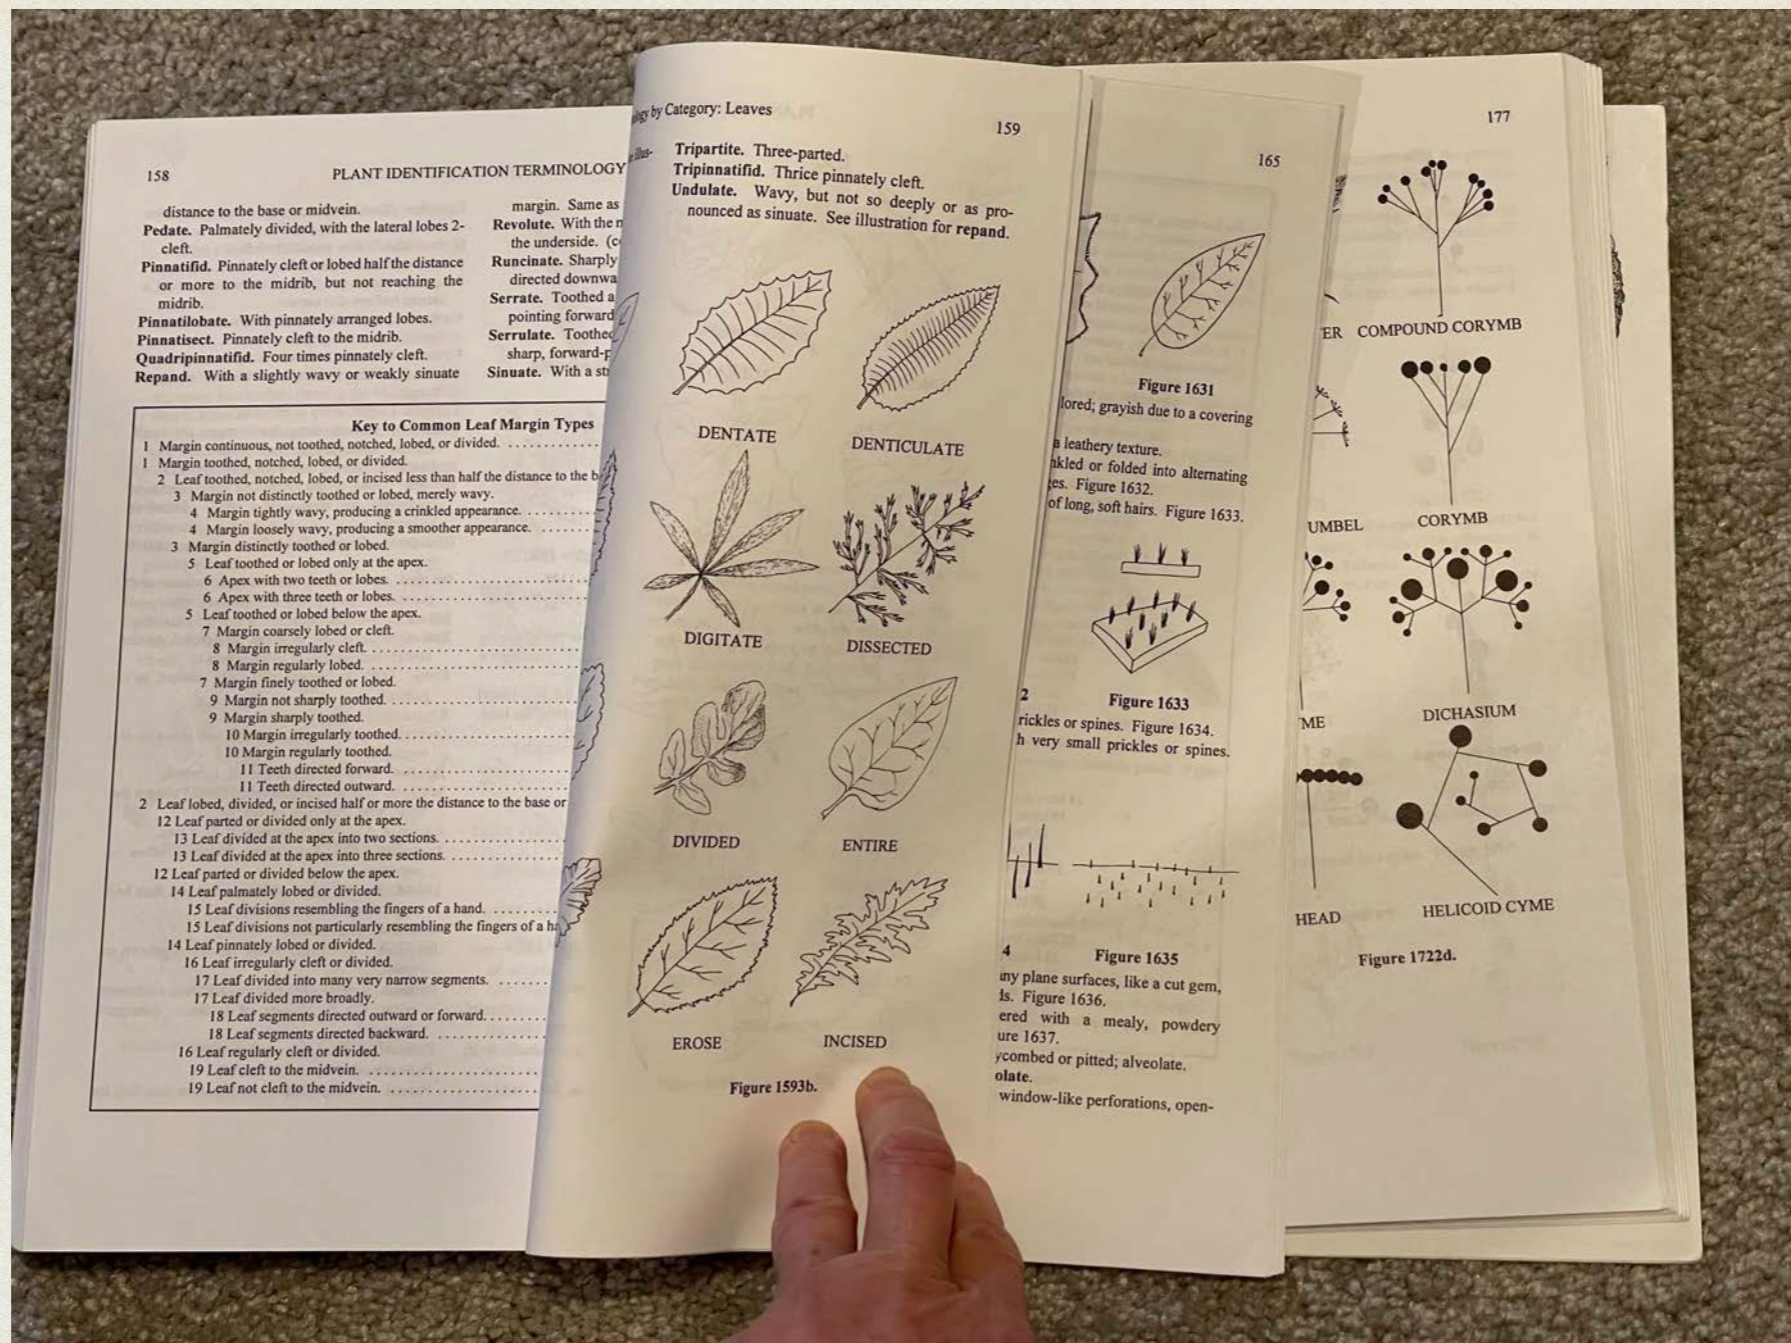 158
PLANT IDENTIFICATION TERMINOLOGY
distance to the base or midvein.
Pedate. Palmately divided, with the lateral lobes 2-
cleft.
Pinnatifid. Pinnately cleft or lobed half the distance
or more to the midrib, but not reaching the
midrib.
Pinnatilobate. With pinnately arranged lobes.
Pinnatisect. Pinnately cleft to the midrib.
Quadripinnatifid. Four times pinnately cleft.
Repand. With a slightly wavy or weakly sinuate
margin. Same as
Revolute. With the
the underside.
Runcinate. Sharply
directed
Serrate. Toothed
pointing forward
Serrulate. Toothed
sharp,
Sinuate. With a
Key to Common Leaf Margin Types
1 Margin continuous, not toothed, notched, lobed, or divided.
1 Margin toothed, notched, lobed, or divided.
2 Leaf toothed, notched, lobed, or incised less than half the distance to the
3 Margin not distinctly toothed or lobed, merely wavy.
4 Margin tightly wavy, producing a crinkled appearance.
4 Margin loosely wavy, producing a smoother appearance.
3 Margin distinctly toothed or lobed.
5 Leaf toothed or lobed only at the apex.
6 Apex with two teeth or lobes.
6 Apex with three teeth or lobes.
5 Leaf toothed or lobed below the apex.
7 Margin coarsely lobed or cleft.
8 Margin irregularly cleft.
8 Margin regularly lobed.
7 Margin finely toothed or lobed.
9 Margin not sharply toothed.
9 Margin sharply toothed.
10 Margin irregularly toothed.
10 Margin regularly toothed.
11 Teeth directed forward.
11 Teeth directed outward.
2 Leaf lobed, divided, or incised half or more the distance to the base or
12 Leaf parted or divided only at the apex.
13 Leaf divided at the apex into two sections.
13 Leaf divided at the apex into three sections.
12 Leaf parted or divided below the apex.
14 Leaf palmately lobed or divided.
15 Leaf divisions resembling the fingers of a hand.
15 Leaf divisions not particularly resembling the fingers of a
14 Leaf pinnately lobed or divided.
16 Leaf irregularly cleft or divided.
17 Leaf divided into many very narrow segments.
17 Leaf divided more broadly.
18 Leaf segments directed outward or forward.
18 Leaf segments directed backward.
16 Leaf regularly cleft or divided.
19 Leaf cleft to the midvein.
19 Leaf not cleft to the midvein.
by Category: Leaves
159
Tripartite. Three-parted.
Tripinnatifid. Thrice pinnately cleft.
Undulate. Wavy, but not so deeply or as pro-
nounced as sinuate. See illustration for repand.
DENTATE
DENTICULATE
DIGITATE
DISSECTED
DIVIDED
ENTIRE
EROSE
INCISED
Figure 1593b.
165
Figure 1631
lored; grayish due to a covering
a leathery texture.
nkled or folded into alternating
es. Figure 1632.
of long, soft hairs. Figure 1633.
2
Figure 1633
rickles or spines. Figure 1634.
h very small prickles or spines.
4
Figure 1635
ny plane surfaces, like a cut gem,
ls. Figure 1636.
ered with a mealy, powdery
ure 1637.
ycombed or pitted; alveolate.
olate.
window-like perforations, open-
177
ER
COMPOUND CORYMB
UMBEL
CORYMB
ME
DICHASIUM
HEAD
HELICOID CYME
Figure 1722d.